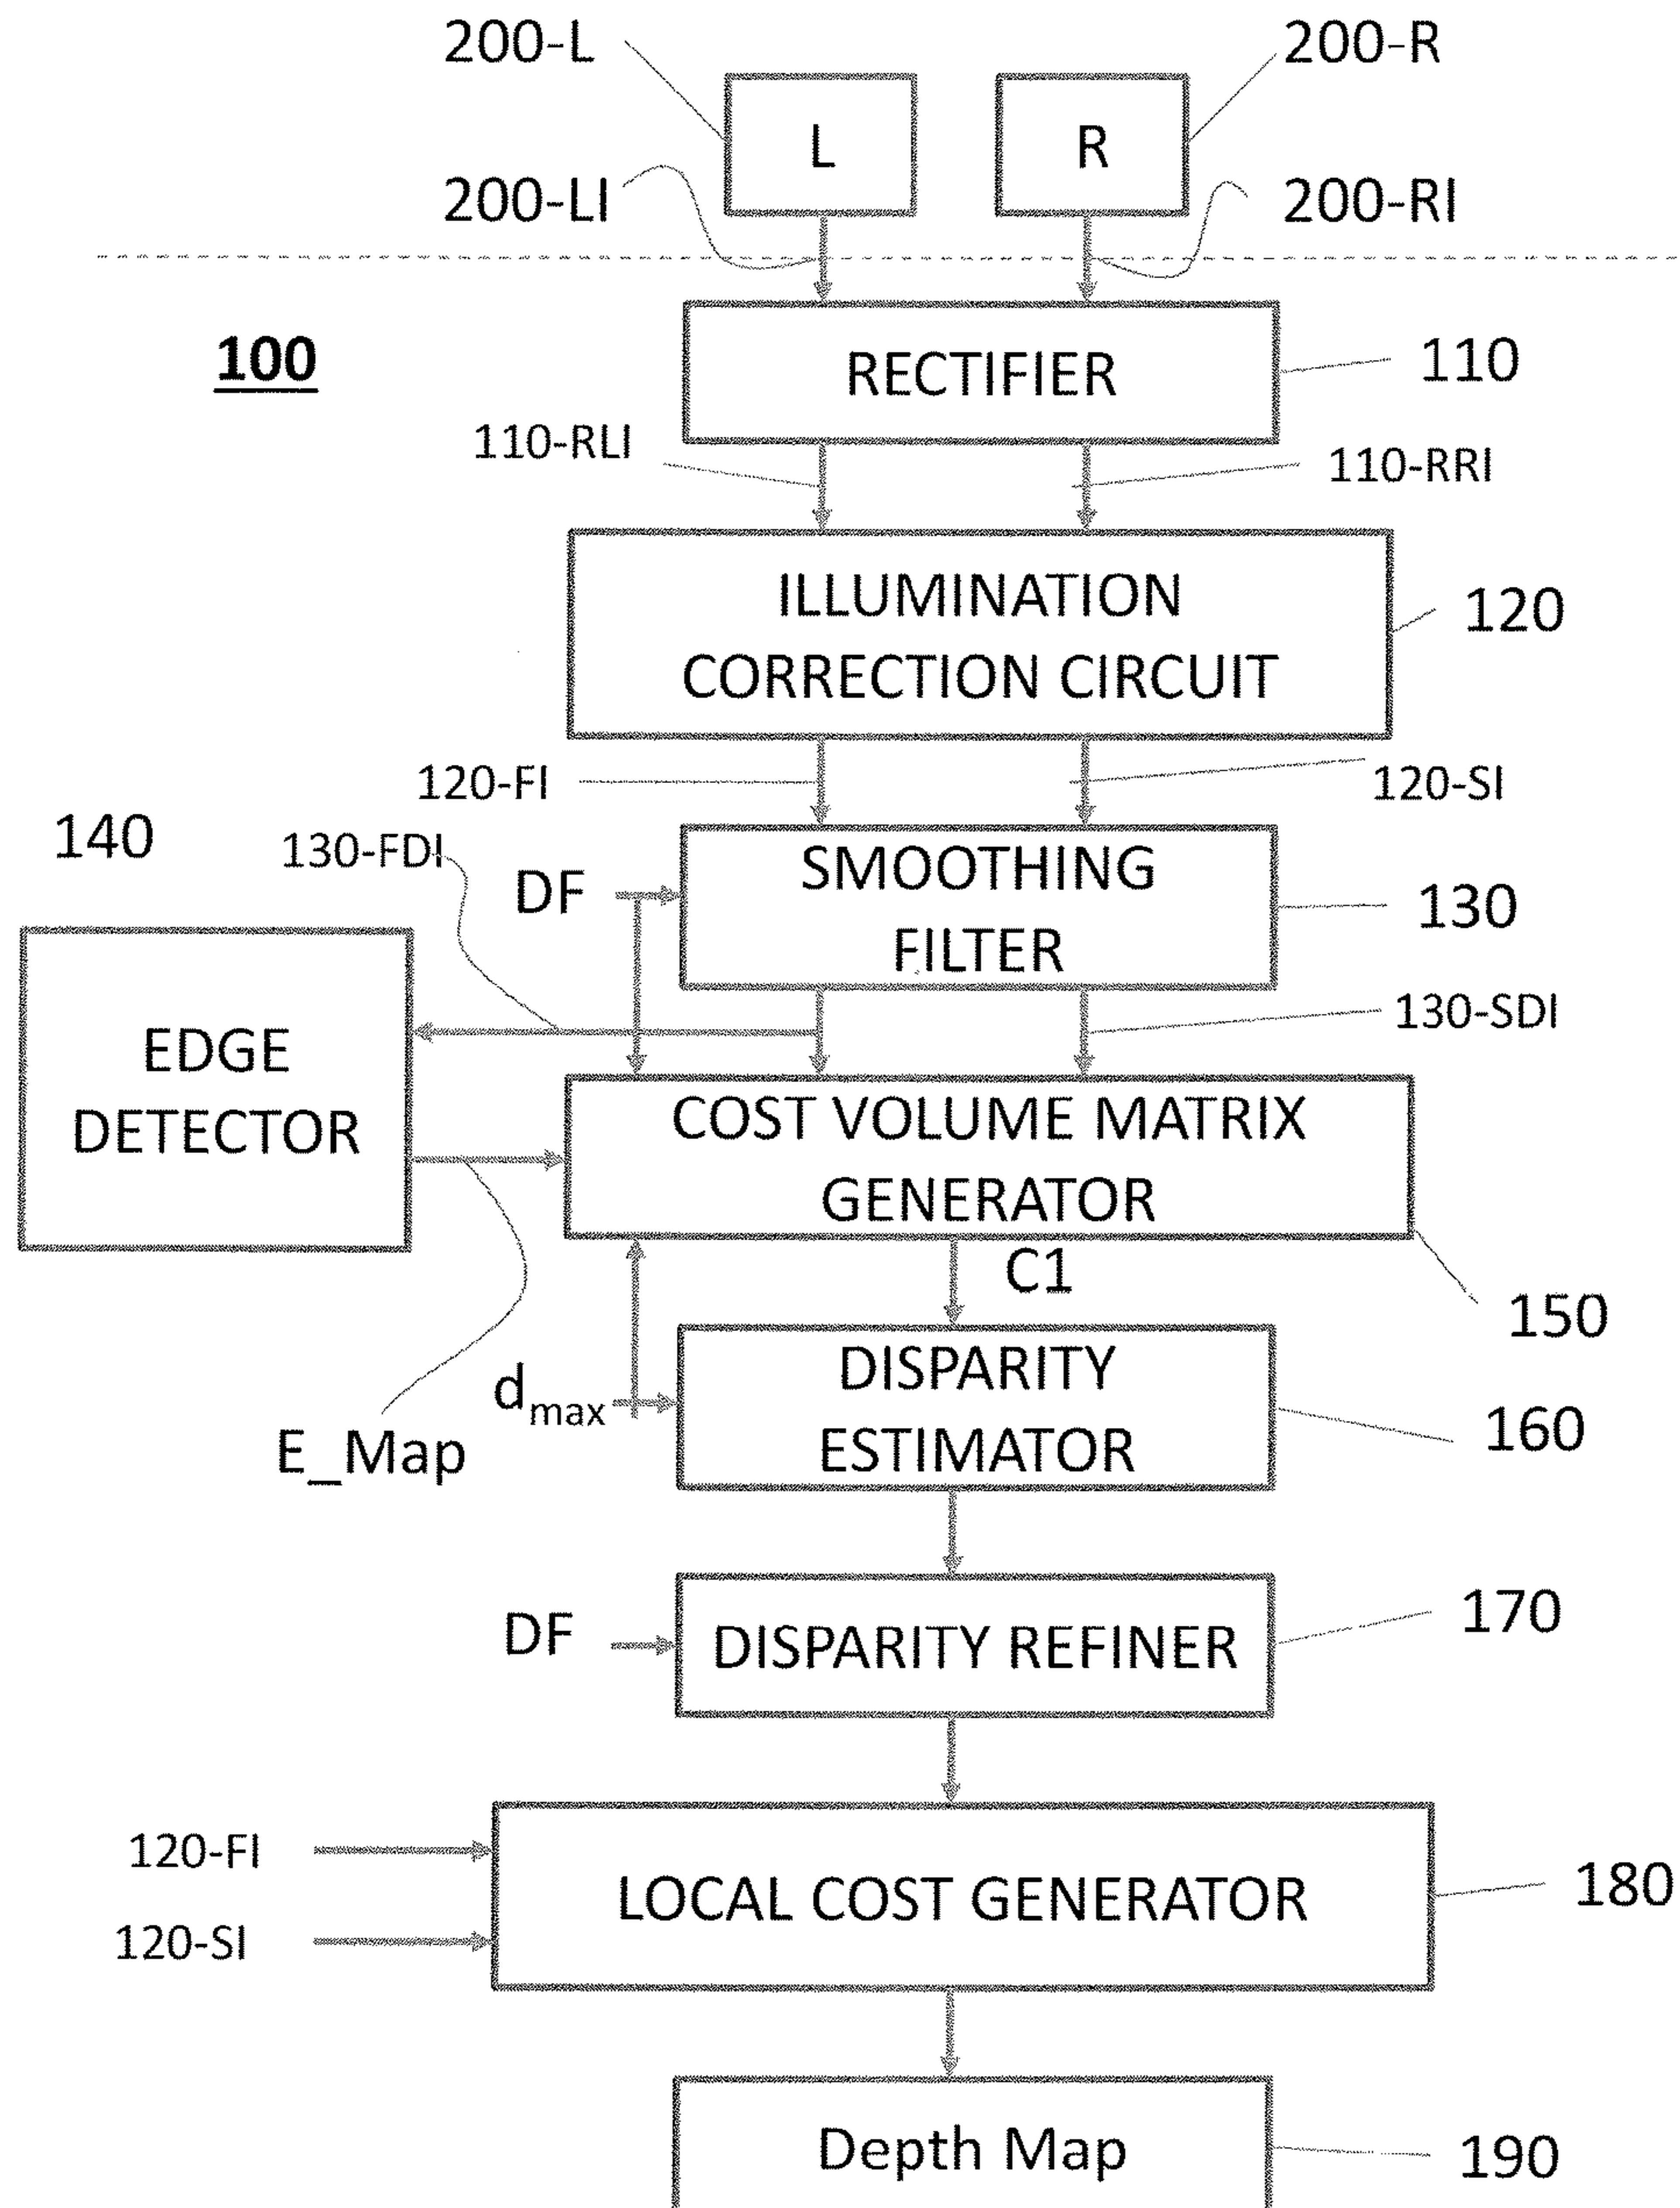 200-L
200-R
L
R
200-LI
200-RI
100
RECTIFIER
110
110-RLI
110-RRI
ILLUMINATION
CORRECTION CIRCUIT
120
120-FI
120-SI
140
130-FDI
DF
SMOOTHING
FILTER
130
EDGE
DETECTOR
130-SDI
COST VOLUME MATRIX
GENERATOR
C1
150
dmax
DISPARITY
ESTIMATOR
160
E_Map
DF
DISPARITY REFINER
170
120-FI
120-SI
LOCAL COST GENERATOR
180
Depth Map
190